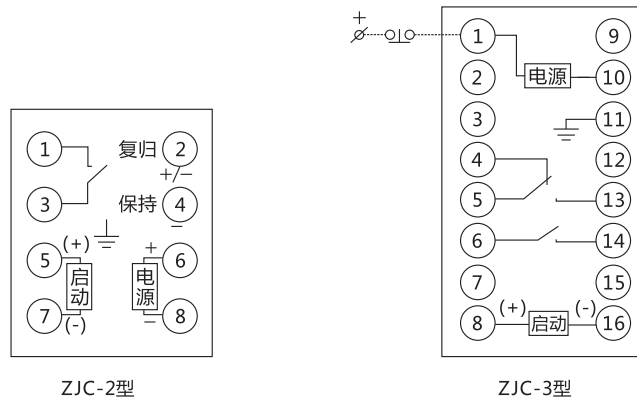 1 复归 2
+/−
3 保持 4
−
5 (+) 启动 + 6
电源
7 (-) − 8
ZJC-2型
+
1 9
2 电源 10
3 11
4 12
5 13
6 14
7 15
8 (+) 启动 (-) 16
ZJC-3型